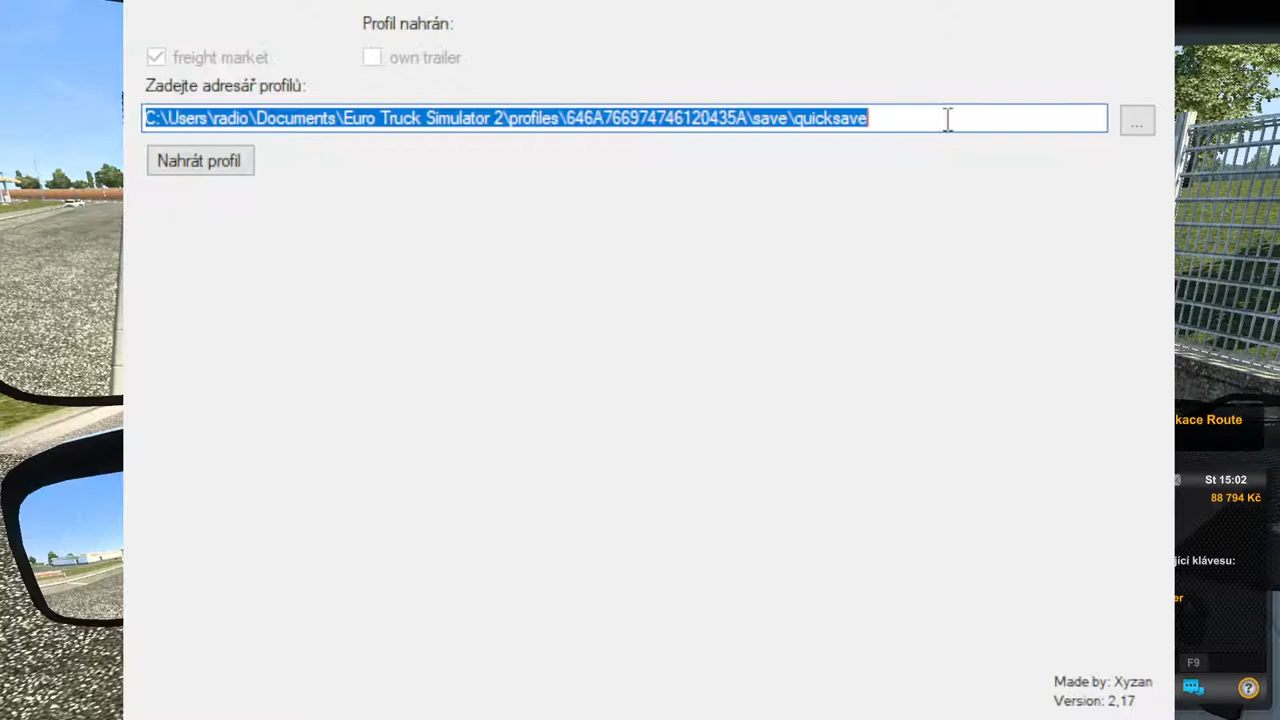 Profil nahrán:
freight market
own trailer
Zadejte adresář profilů:
C:\Users\radio\Documents\Euro Truck Simulator 2\profiles\646A766974746120435A\save\quicksave
...
Nahrát profil
kace Route
St 15:02
88 794 Kč
jící klávesu:
er
F9
?
Made by: Xyzan
Version: 2,17